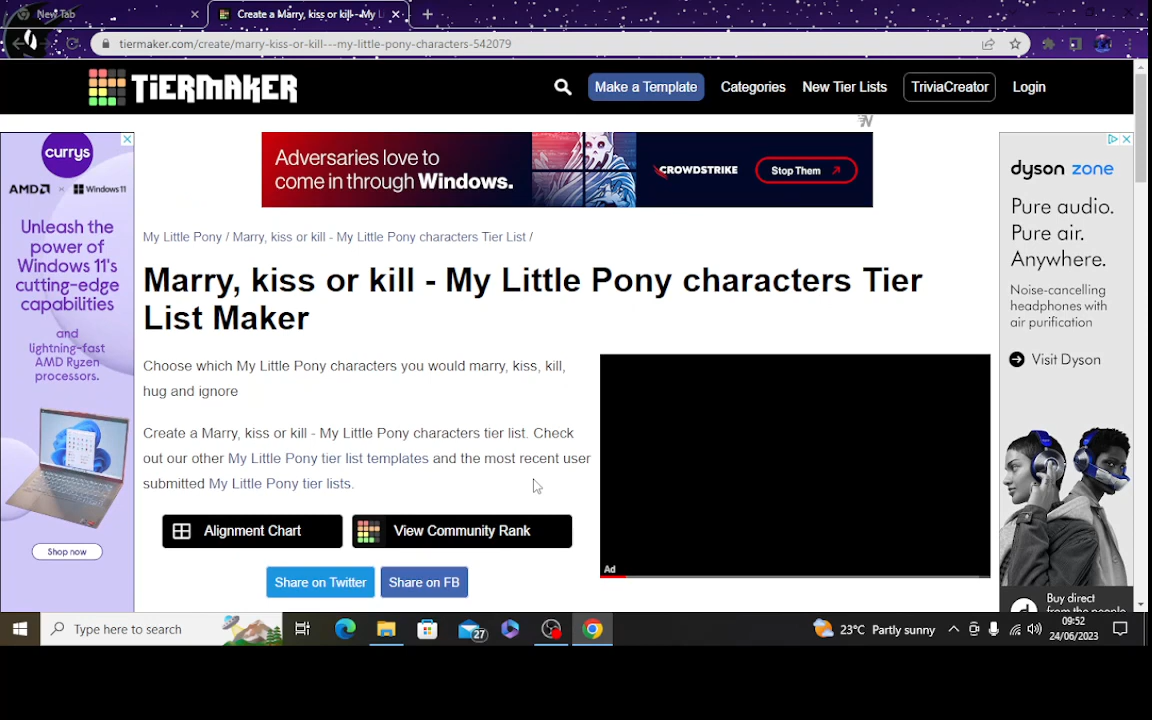 New Tab
Create a Marry, kiss or kill - My L
tiermaker.com/create/marry-kiss-or-kill---my-little-pony-characters-542079
TiERMAKER
Make a Template
Categories
New Tier Lists
TriviaCreator
Login
currys
AMD
Windows 11
Unleash the
power of
Windows 11's
cutting-edge
capabilities
and
lightning-fast
AMD Ryzen
processors.
Shop now
Adversaries love to
come in through Windows.
CROWDSTRIKE
Stop Them
dyson zone
Pure audio.
Pure air.
Anywhere.
Noise-cancelling
headphones with
air purification
Visit Dyson
Buy direct
from the people
My Little Pony / Marry, kiss or kill - My Little Pony characters Tier List /
Marry, kiss or kill - My Little Pony characters Tier
List Maker
Choose which My Little Pony characters you would marry, kiss, kill,
hug and ignore
Create a Marry, kiss or kill - My Little Pony characters tier list. Check
out our other My Little Pony tier list templates and the most recent user
submitted My Little Pony tier lists.
Ad
Alignment Chart
View Community Rank
Share on Twitter
Share on FB
Type here to search
27
23°C Partly sunny
09:52
24/06/2023